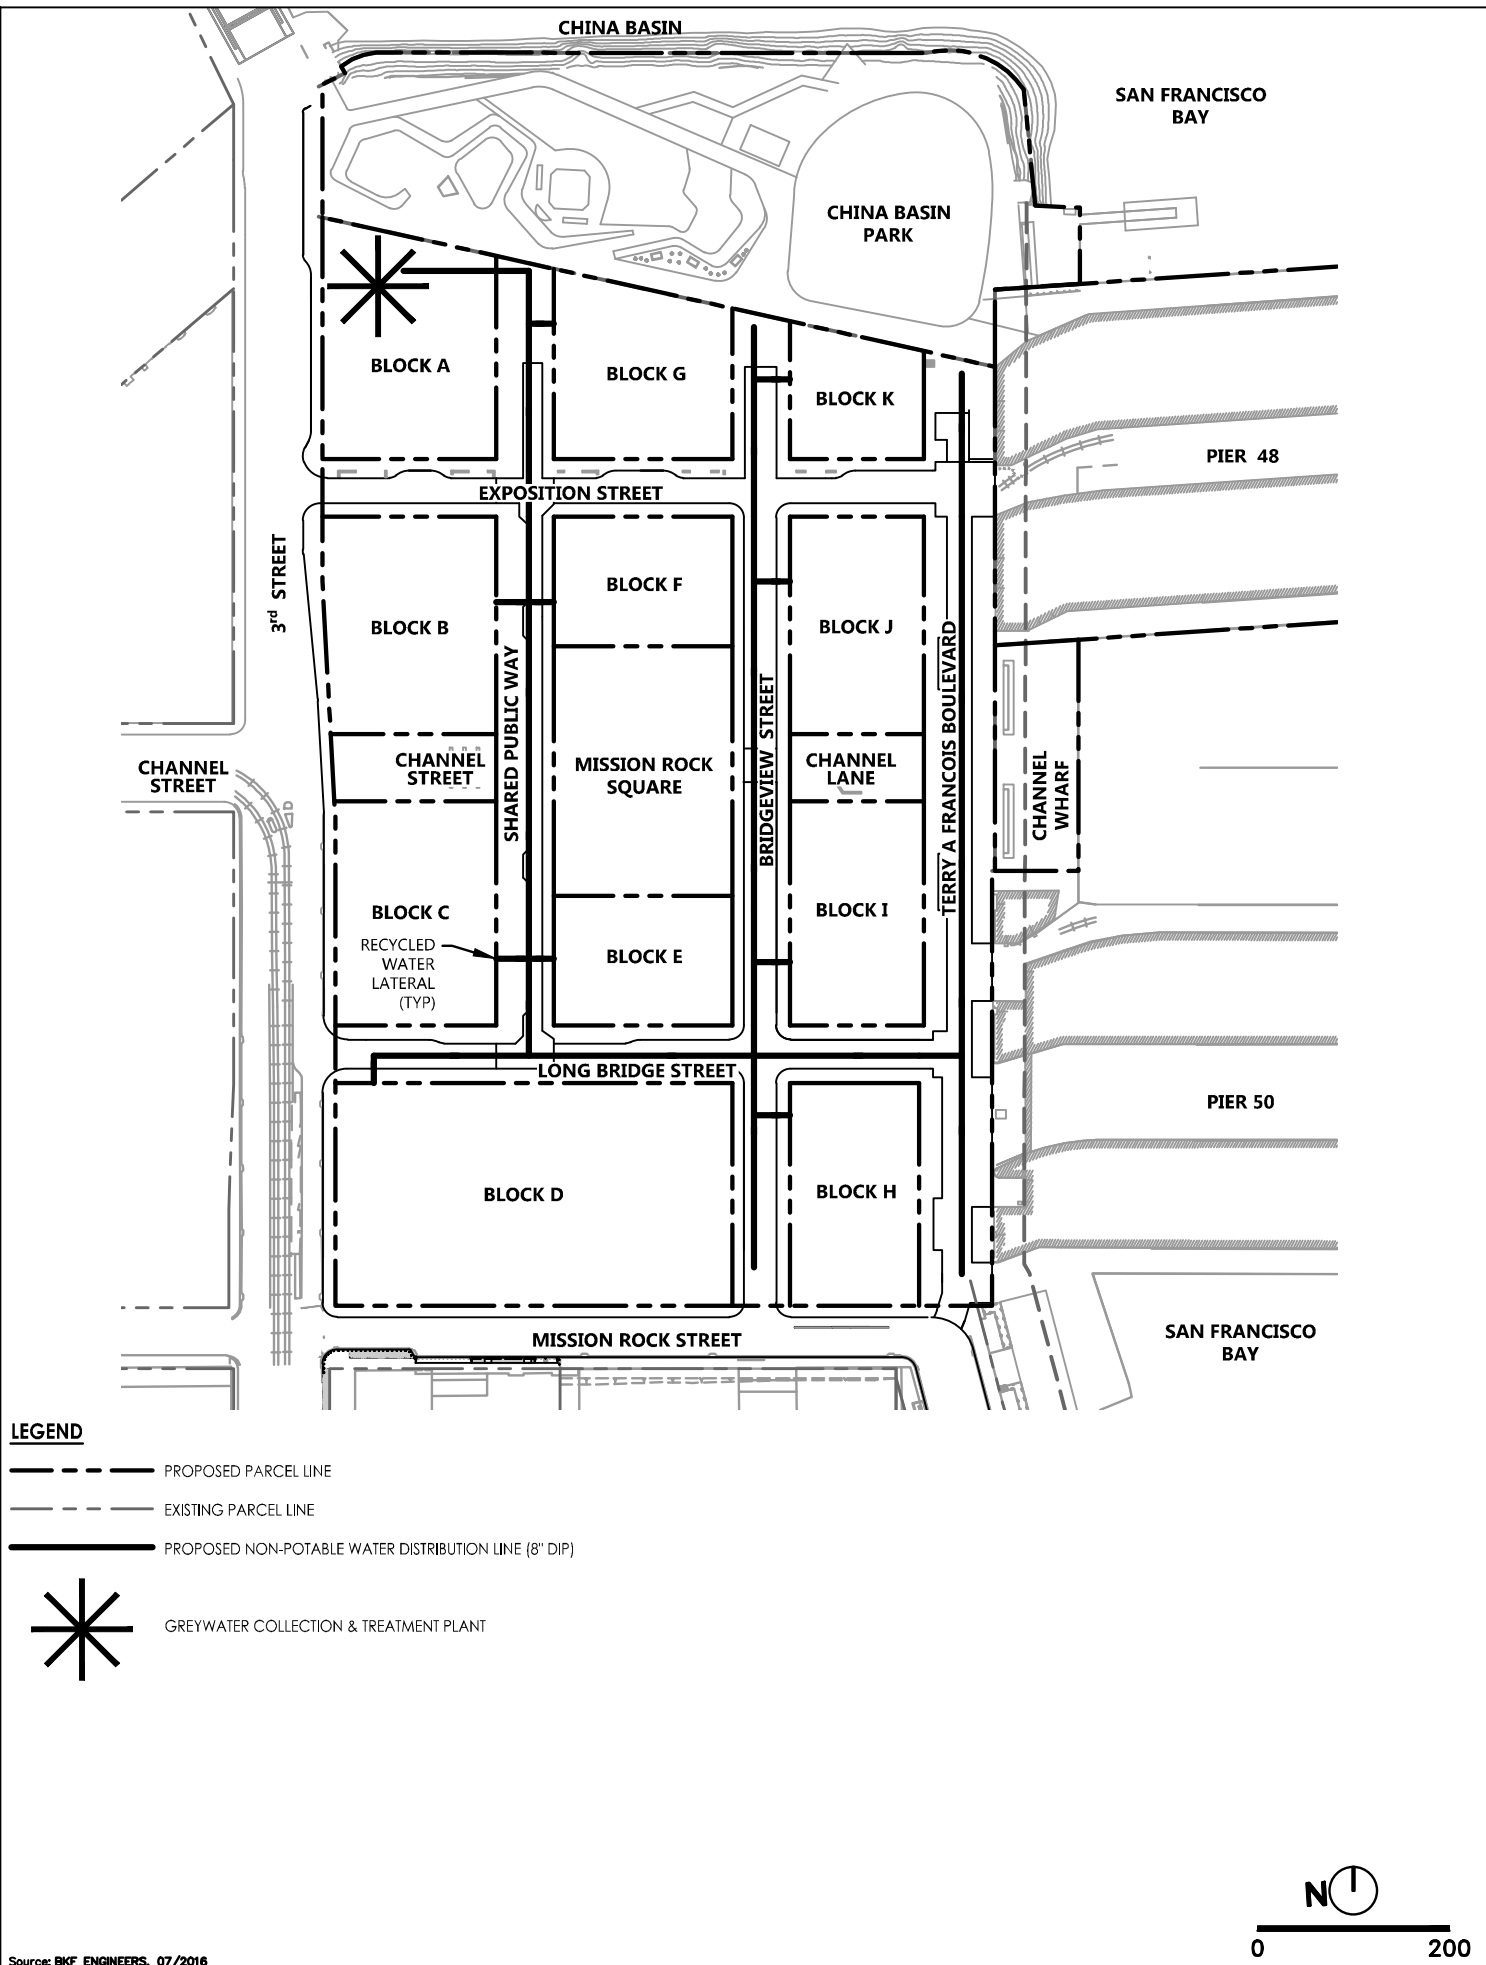 CHINA BASIN
SAN FRANCISCO
BAY
CHINA BASIN
PARK
BLOCK A
BLOCK G
BLOCK K
PIER 48
EXPOSITION STREET
3rd STREET
BLOCK B
BLOCK F
BLOCK J
SHARED PUBLIC WAY
BRIDGEVIEW STREET
TERRY A FRANCOIS BOULEVARD
CHANNEL
STREET
CHANNEL
STREET
MISSION ROCK
SQUARE
CHANNEL
LANE
CHANNEL
WHARF
BLOCK C
RECYCLED
WATER
LATERAL
(TYP)
BLOCK E
BLOCK I
LONG BRIDGE STREET
PIER 50
BLOCK D
BLOCK H
MISSION ROCK STREET
SAN FRANCISCO
BAY
LEGEND
PROPOSED PARCEL LINE
EXISTING PARCEL LINE
PROPOSED NON-POTABLE WATER DISTRIBUTION LINE (8" DIP)
GREYWATER COLLECTION & TREATMENT PLANT
N
0 200
Source: BKF ENGINEERS, 07/2016